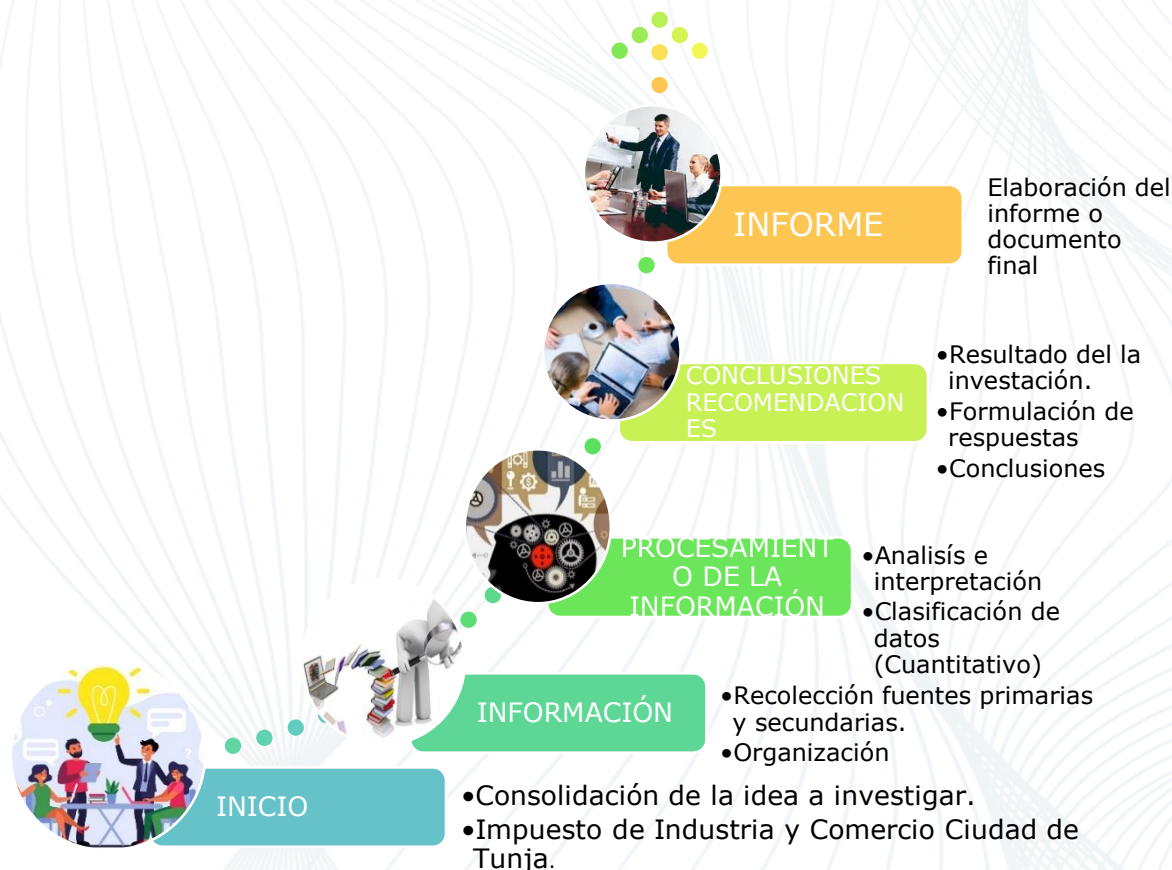 INFORME
Elaboración del
informe o
documento
final
CONCLUSIONES
RECOMENDACION
ES
•Resultado del la
investación.
•Formulación de
respuestas
•Conclusiones
PROCESAMIENT
O DE LA
INFORMACIÓN
•Analisís e
interpretación
•Clasificación de
datos
(Cuantitativo)
INFORMACIÓN
•Recolección fuentes primarias
y secundarias.
•Organización
INICIO
•Consolidación de la idea a investigar.
•Impuesto de Industria y Comercio Ciudad de
Tunja.